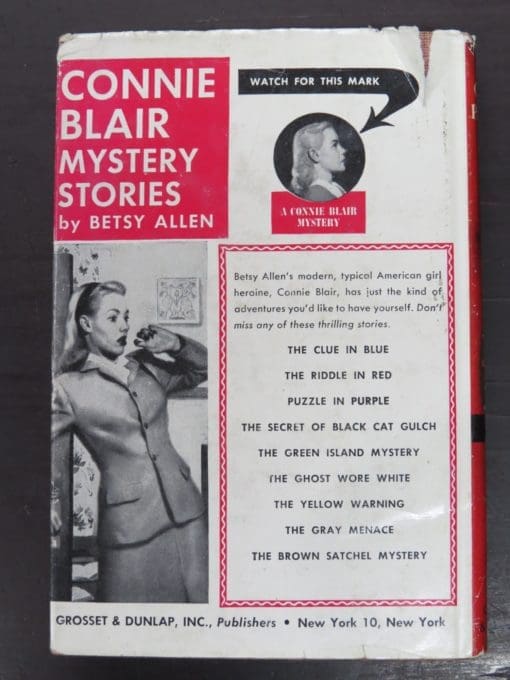 CONNIE
BLAIR
MYSTERY
STORIES
by BETSY ALLEN
WATCH FOR THIS MARK
A CONNIE BLAIR
MYSTERY
Betsy Allen's modern, typical American girl
heroine, Connie Blair, has just the kind of
adventures you'd like to have yourself. Don't
miss any of these thrilling stories.
THE CLUE IN BLUE
THE RIDDLE IN RED
PUZZLE IN PURPLE
THE SECRET OF BLACK CAT GULCH
THE GREEN ISLAND MYSTERY
THE GHOST WORE WHITE
THE YELLOW WARNING
THE GRAY MENACE
THE BROWN SATCHEL MYSTERY
GROSSET & DUNLAP, INC., Publishers • New York 10, New York